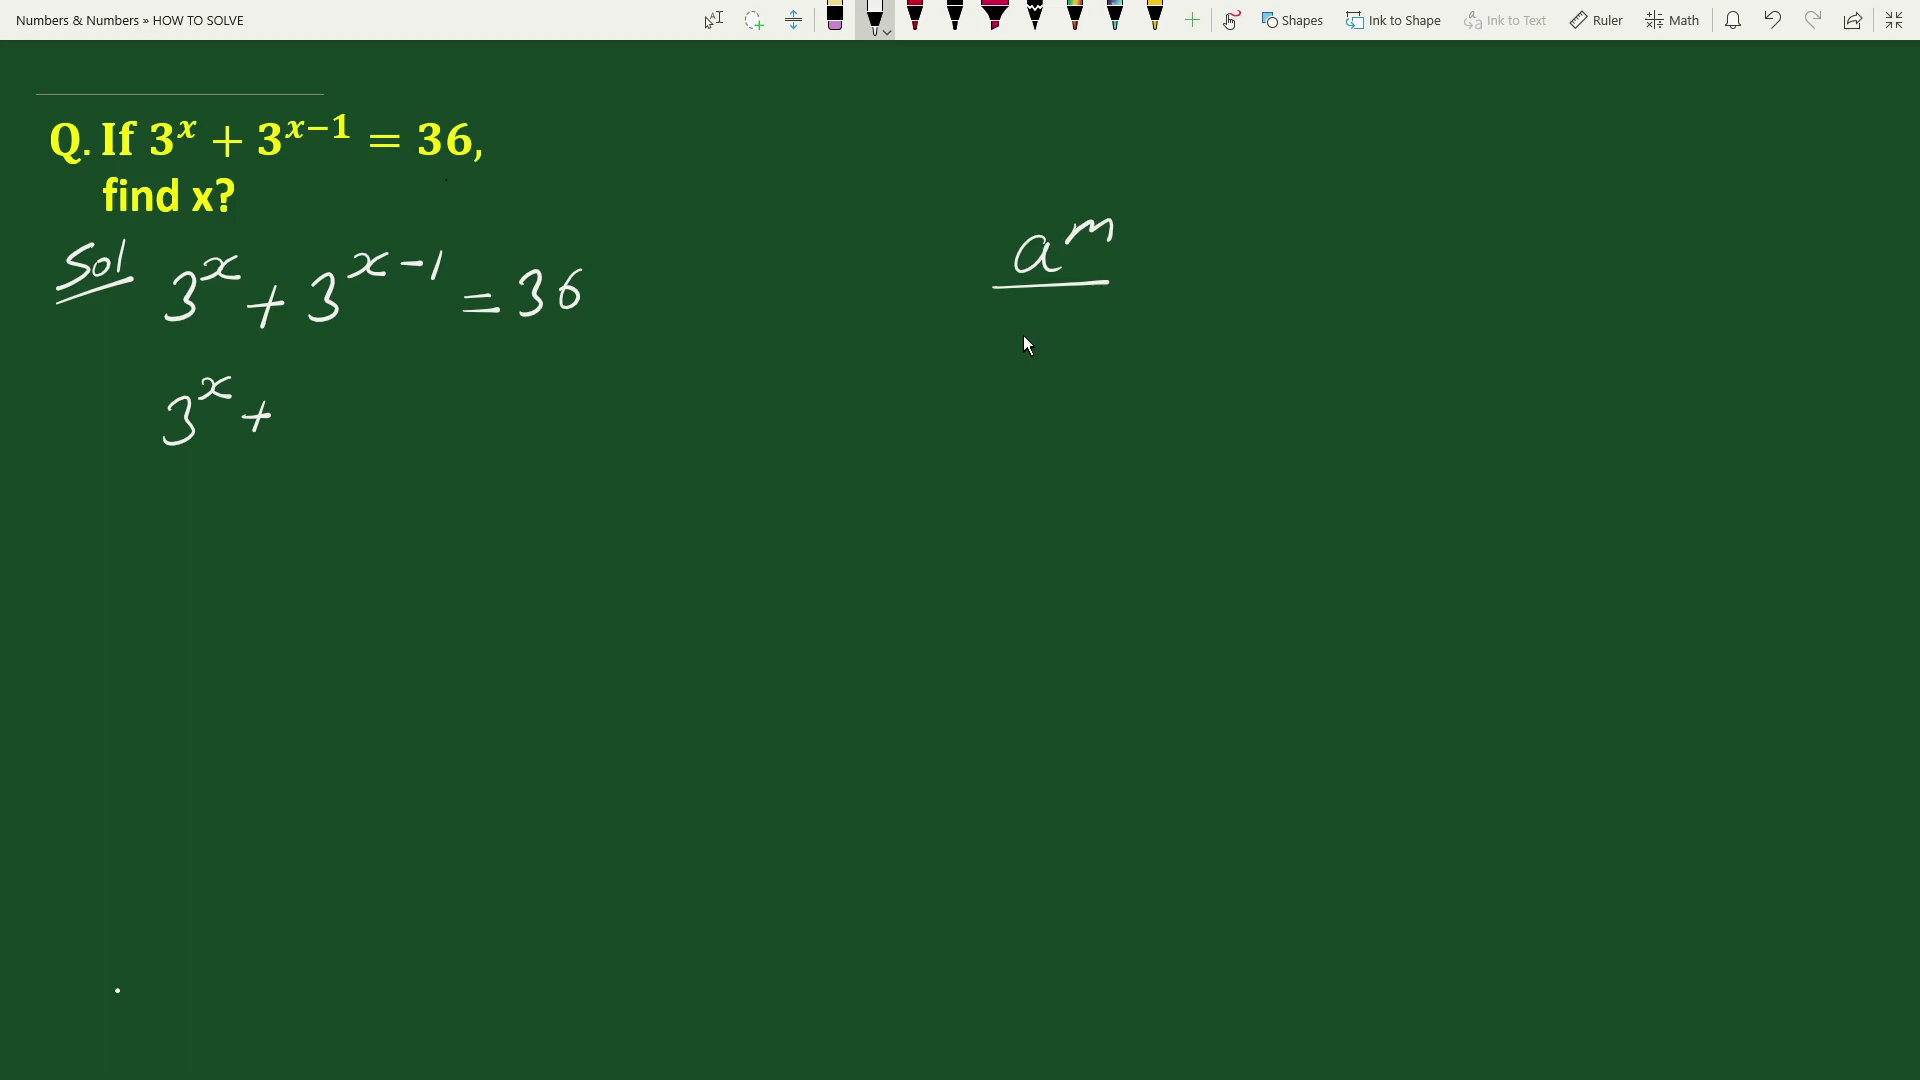 Numbers & Numbers » HOW TO SOLVE
Shapes Ink to Shape Ink to Text Ruler Math
Q. If 3^x + 3^{x−1} = 36,
find x?
Sol 3^x + 3^{x-1} = 36
a^m
3^x +